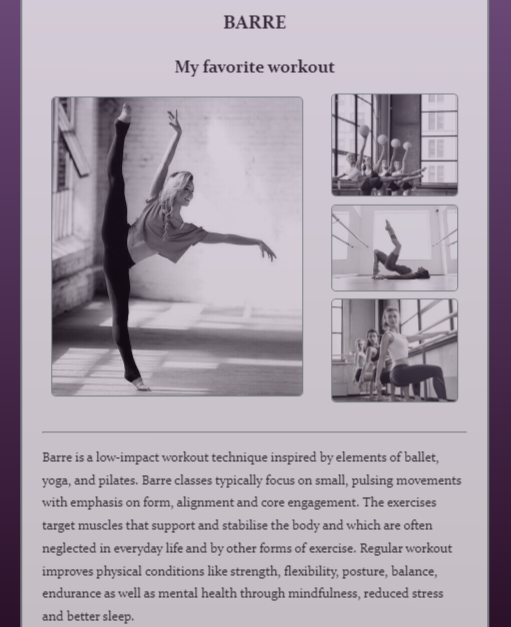 BARRE
My favorite workout
Barre is a low-impact workout technique inspired by elements of ballet,
yoga, and pilates. Barre classes typically focus on small, pulsing movements
with emphasis on form, alignment and core engagement. The exercises
target muscles that support and stabilise the body and which are often
neglected in everyday life and by other forms of exercise. Regular workout
improves physical conditions like strength, flexibility, posture, balance,
endurance as well as mental health through mindfulness, reduced stress
and better sleep.